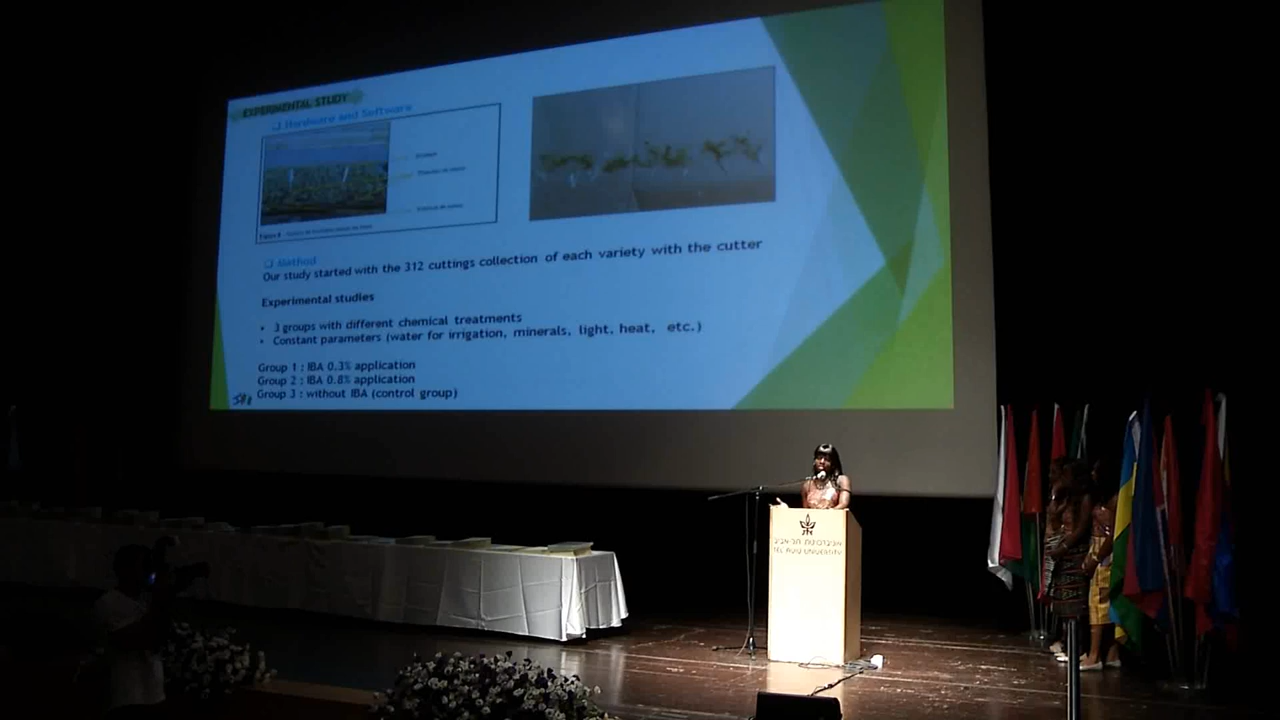 EXPERIMENTAL STUDY
❑ Hardware and Software
❑ Method
Our study started with the 312 cuttings collection of each variety with the cutter
Experimental studies
• 3 groups with different chemical treatments
• Constant parameters (water for irrigation, minerals, light, heat, etc.)
Group 1 : IBA 0.3% application
Group 2 : IBA 0.8% application
Group 3 : without IBA (control group)
אוניברסיטת תל אביב
TEL AVIV UNIVERSITY